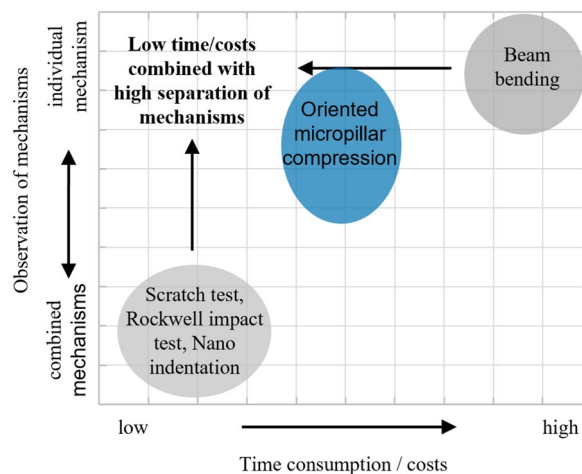 Low time/costs
combined with
high separation of
mechanisms
Beam
bending
Oriented
micropillar
compression
Scratch test,
Rockwell impact
test, Nano
indentation
Observation of mechanisms
individual
mechanism
combined
mechanisms
low
high
Time consumption / costs